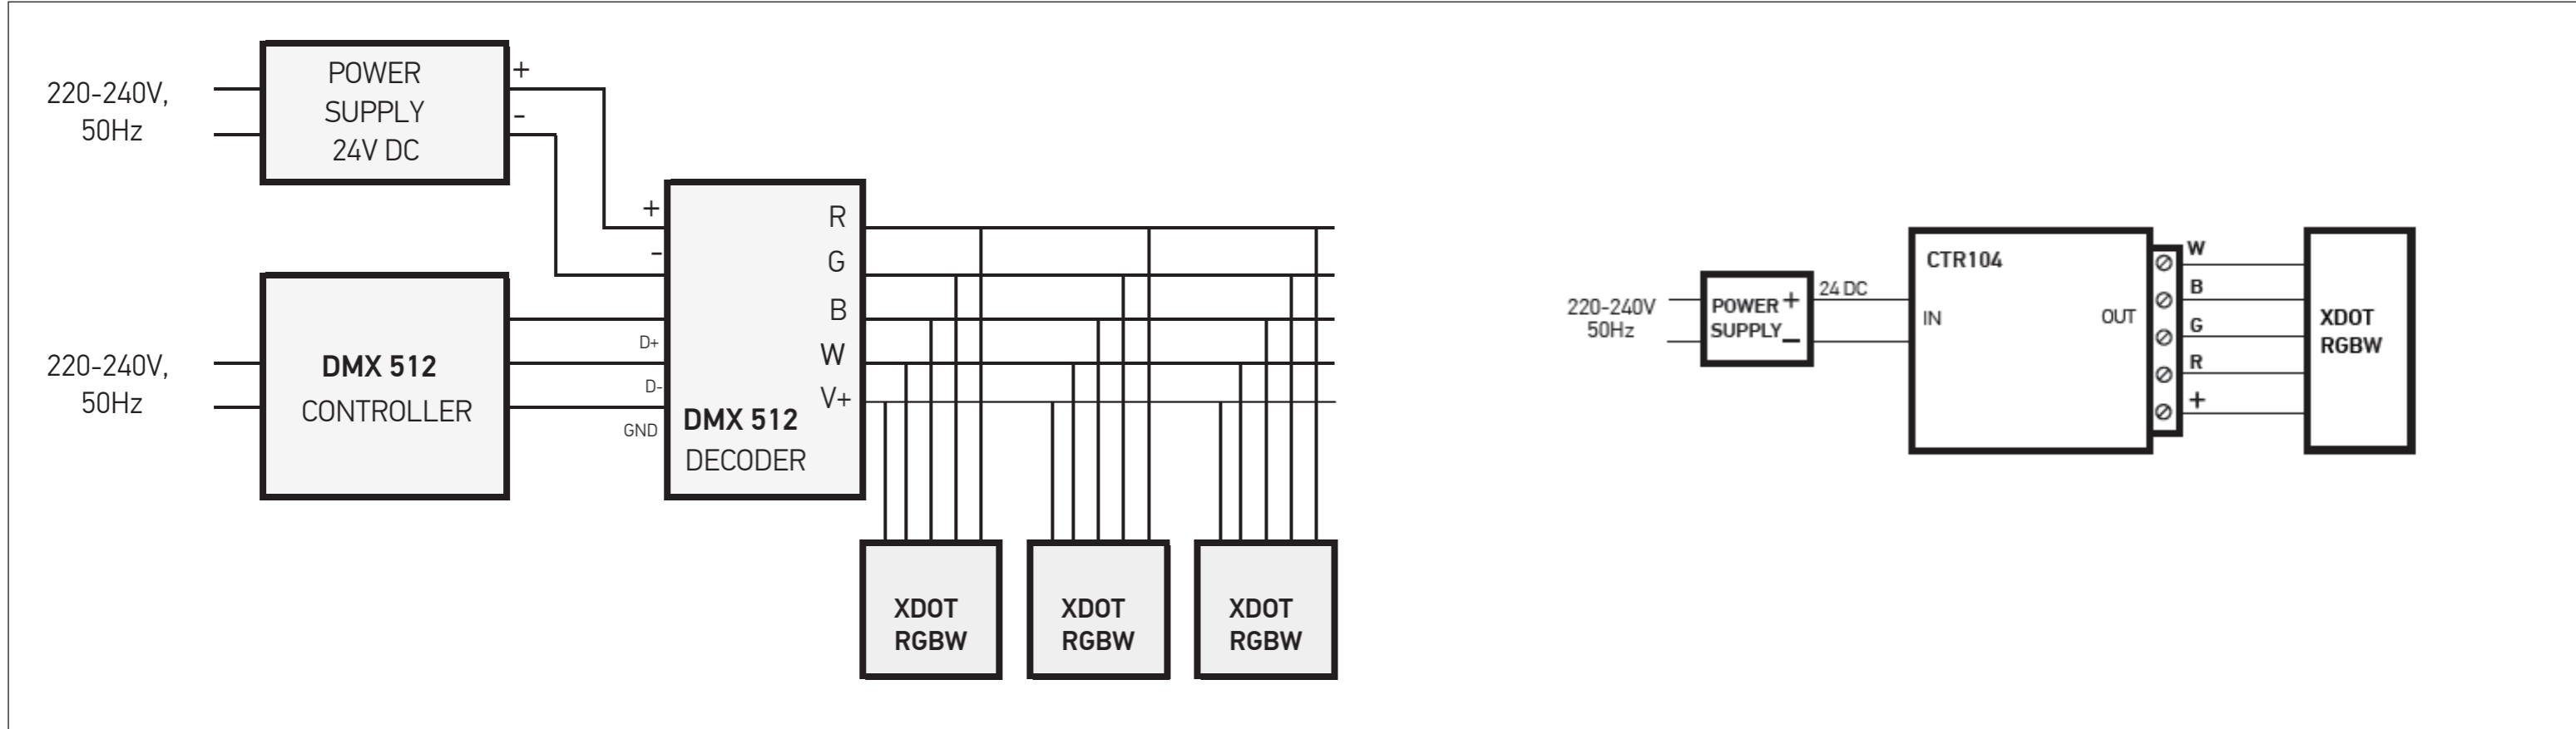 220-240V,
50Hz
POWER
SUPPLY
24V DC
+
-
220-240V,
50Hz
DMX 512
CONTROLLER
+
-
D+
D-
GND
R
G
B
W
V+
DMX 512
DECODER
XDOT
RGBW
XDOT
RGBW
XDOT
RGBW
220-240V
50Hz
POWER +
SUPPLY −
24 DC
CTR104
IN
OUT
W
B
G
R
+
XDOT
RGBW